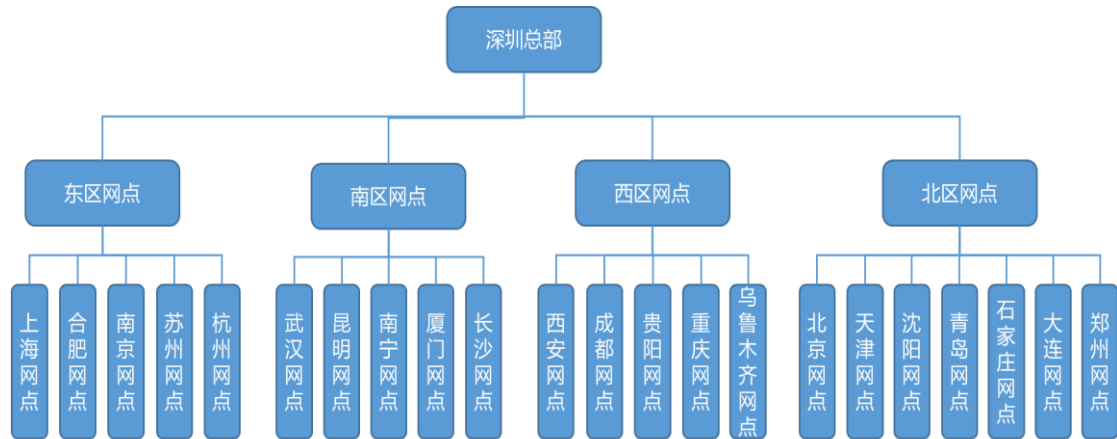 深圳总部
东区网点
南区网点
西区网点
北区网点
上海网点
合肥网点
南京网点
苏州网点
杭州网点
武汉网点
昆明网点
南宁网点
厦门网点
长沙网点
西安网点
成都网点
贵阳网点
重庆网点
乌鲁木齐网点
北京网点
天津网点
沈阳网点
青岛网点
石家庄网点
大连网点
郑州网点